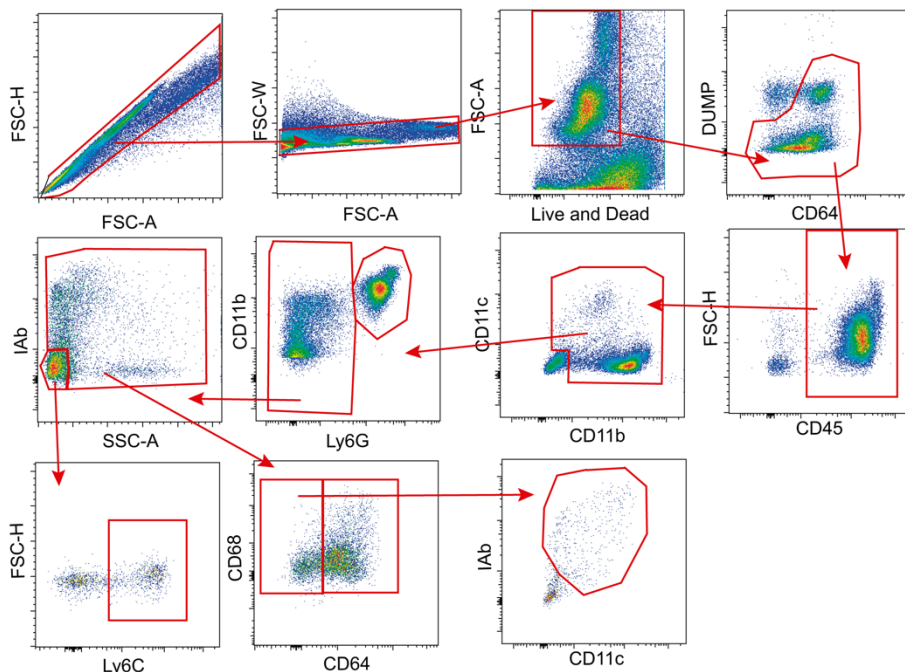 FSC-H
FSC-A
FSC-W
FSC-A
FSC-A
Live and Dead
DUMP
CD64
IAb
SSC-A
CD11b
Ly6G
CD11c
CD11b
FSC-H
CD45
FSC-H
Ly6C
CD68
CD64
IAb
CD11c